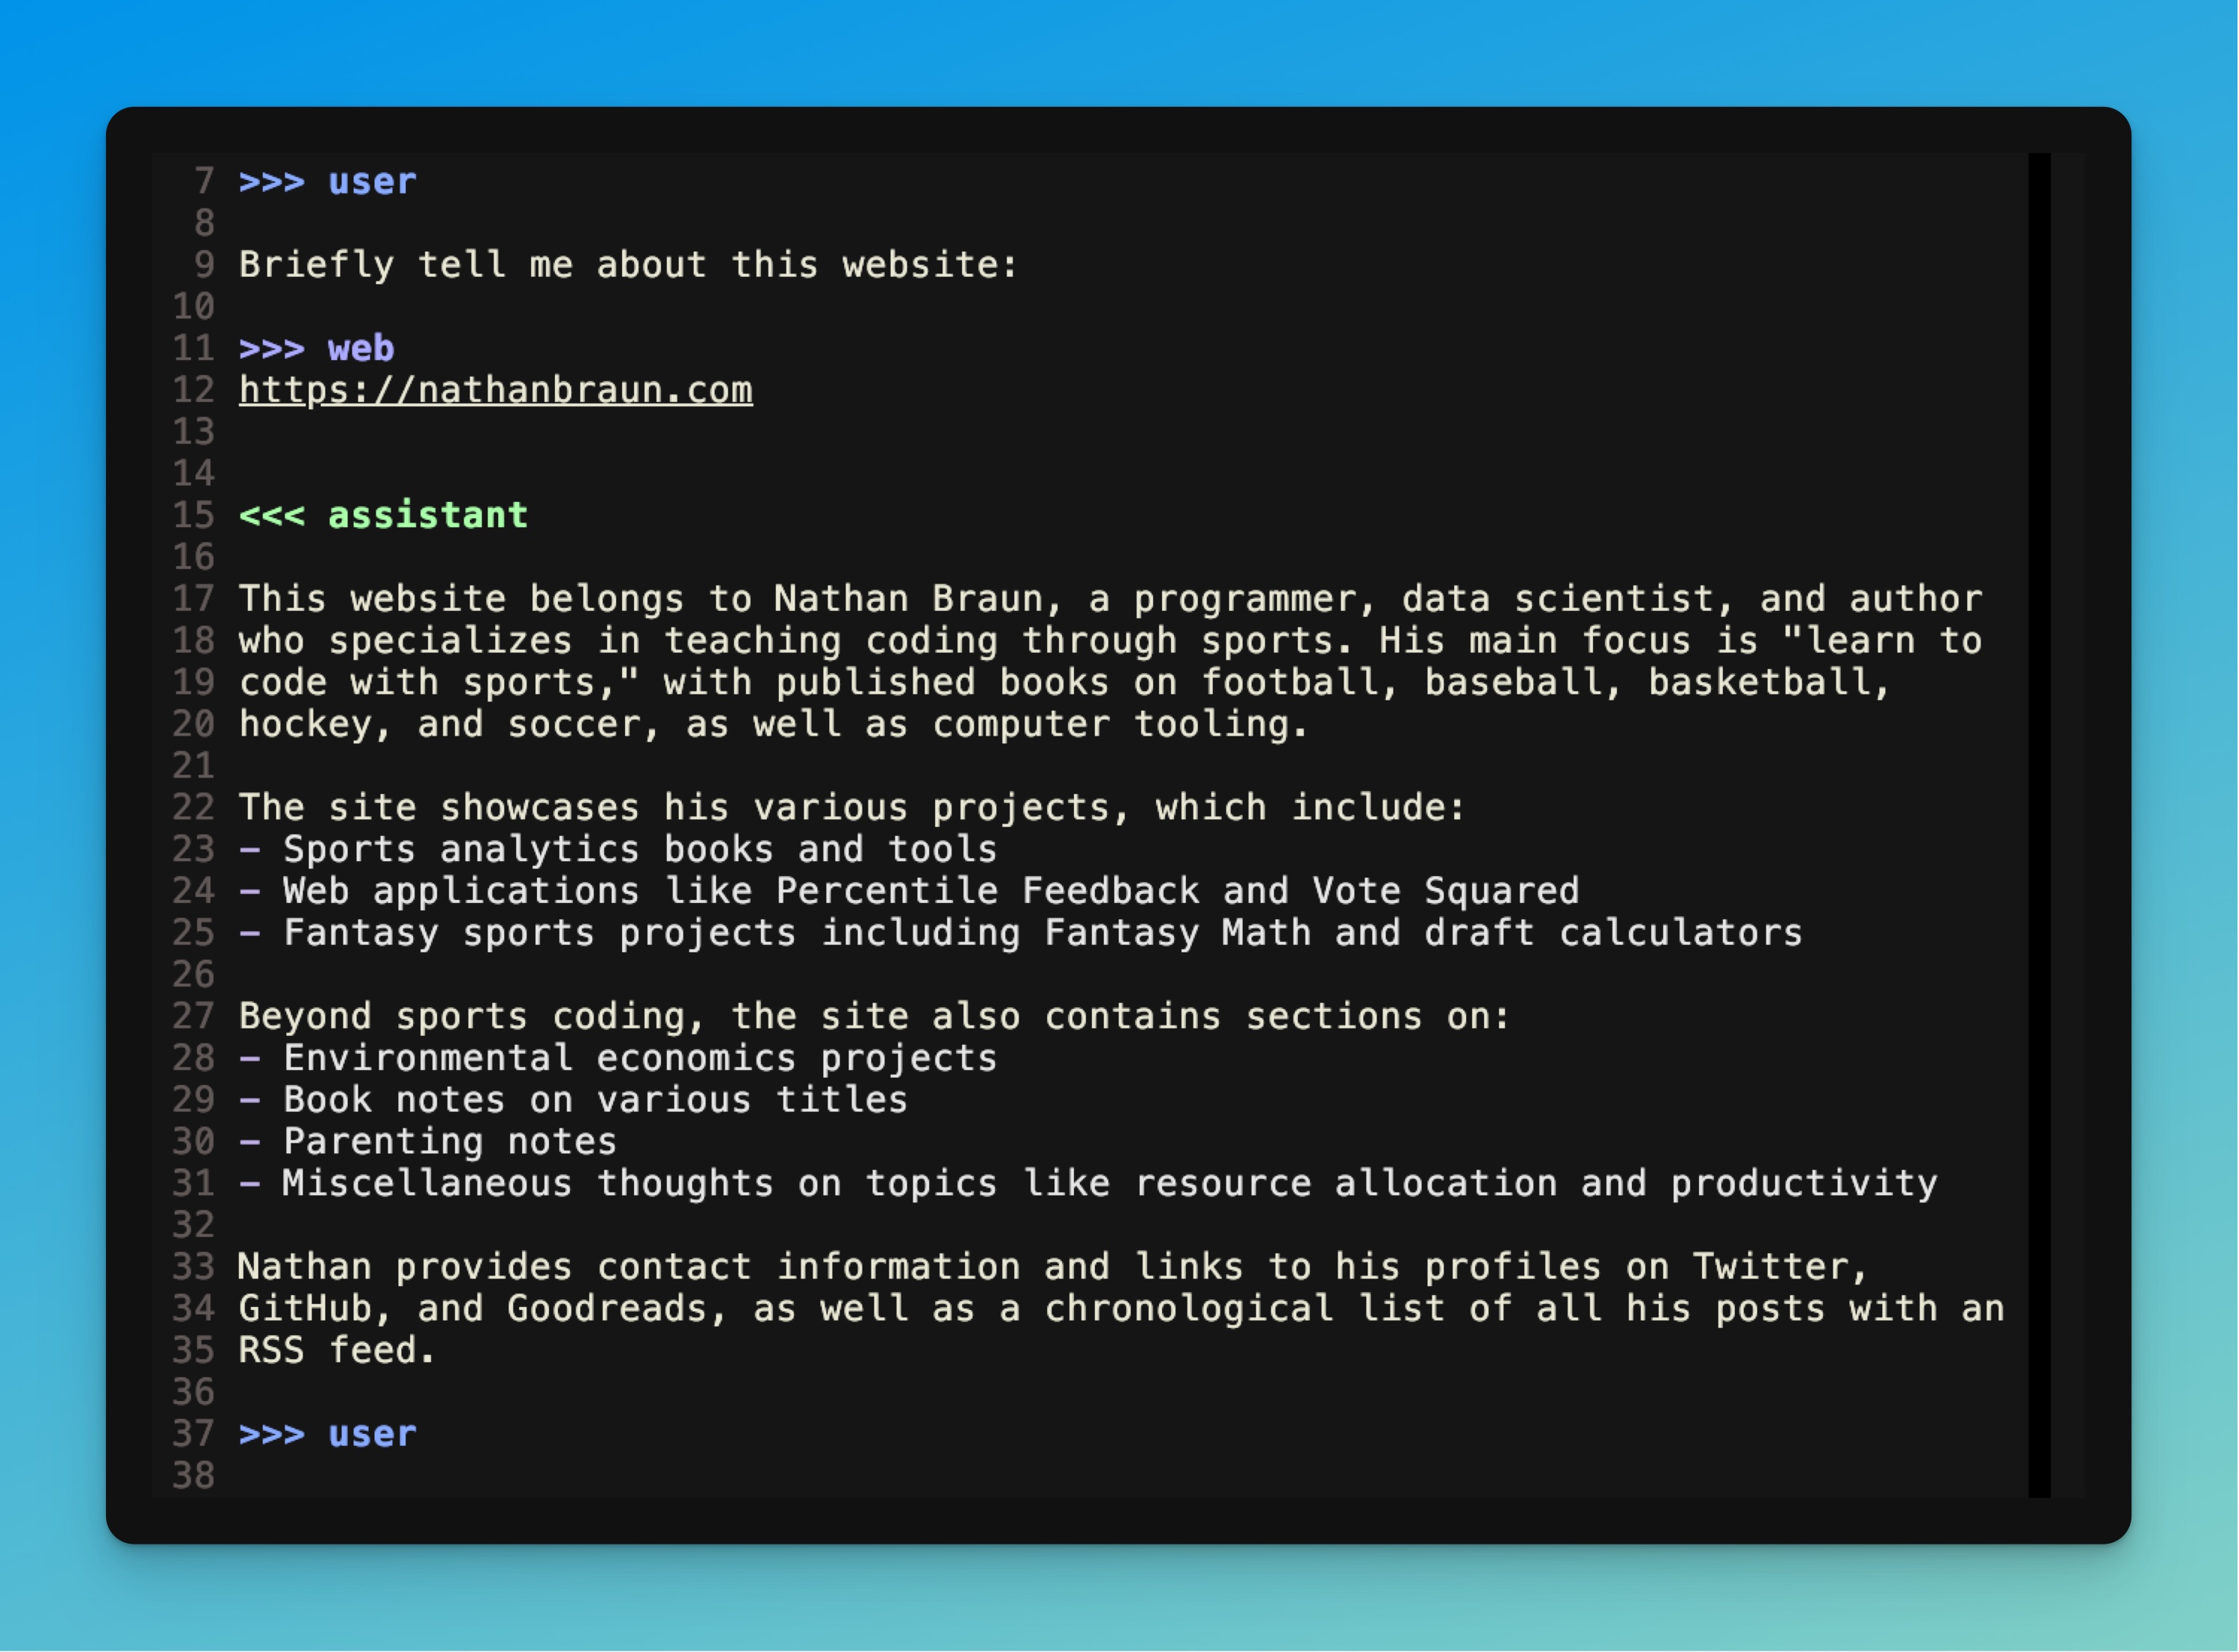 7 >>> user
8
9 Briefly tell me about this website:
10
11 >>> web
12 https://nathanbraun.com
13
14
15 <<< assistant
16
17 This website belongs to Nathan Braun, a programmer, data scientist, and author
18 who specializes in teaching coding through sports. His main focus is "learn to
19 code with sports," with published books on football, baseball, basketball,
20 hockey, and soccer, as well as computer tooling.
21
22 The site showcases his various projects, which include:
23 – Sports analytics books and tools
24 – Web applications like Percentile Feedback and Vote Squared
25 – Fantasy sports projects including Fantasy Math and draft calculators
26
27 Beyond sports coding, the site also contains sections on:
28 – Environmental economics projects
29 – Book notes on various titles
30 – Parenting notes
31 – Miscellaneous thoughts on topics like resource allocation and productivity
32
33 Nathan provides contact information and links to his profiles on Twitter,
34 GitHub, and Goodreads, as well as a chronological list of all his posts with an
35 RSS feed.
36
37 >>> user
38